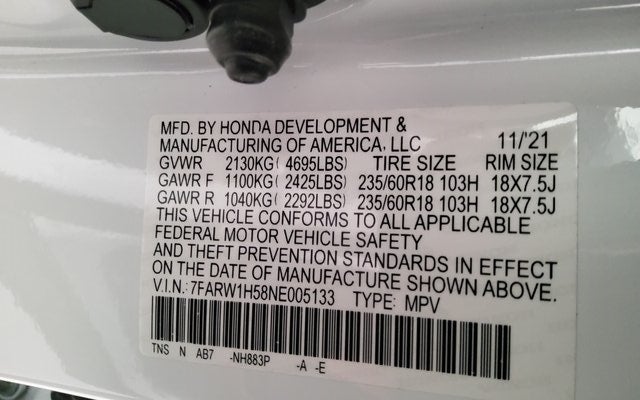 MFD. BY HONDA DEVELOPMENT &
MANUFACTURING OF AMERICA, LLC 11/'21
GVWR 2130KG( 4695LBS) TIRE SIZE RIM SIZE
GAWR F 1100KG( 2425LBS) 235/60R18 103H 18X7.5J
GAWR R 1040KG( 2292LBS) 235/60R18 103H 18X7.5J
THIS VEHICLE CONFORMS TO ALL APPLICABLE
FEDERAL MOTOR VEHICLE SAFETY
AND THEFT PREVENTION STANDARDS IN EFFECT
ON THE DATE OF MANUFACTURE SHOWN ABOVE.
V.I.N.: 7FARW1H58NE005133 TYPE: MPV
TNS N AB7 -NH883P -A -E